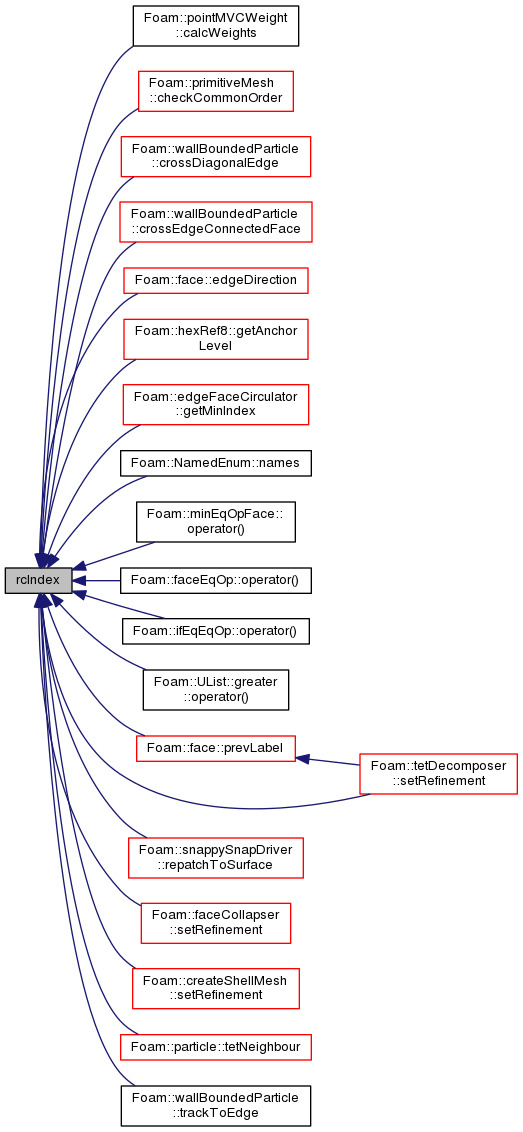 Foam::pointMVCWeight
::calcWeights
Foam::primitiveMesh
::checkCommonOrder
Foam::wallBoundedParticle
::crossDiagonalEdge
Foam::wallBoundedParticle
::crossEdgeConnectedFace
Foam::face::edgeDirection
Foam::hexRef8::getAnchor
Level
Foam::edgeFaceCirculator
::getMinIndex
Foam::NamedEnum::names
Foam::minEqOpFace::
operator()
rcIndex
Foam::faceEqOp::operator()
Foam::ifEqEqOp::operator()
Foam::UList::greater
::operator()
Foam::face::prevLabel
Foam::tetDecomposer
::setRefinement
Foam::snappySnapDriver
::repatchToSurface
Foam::faceCollapser
::setRefinement
Foam::createShellMesh
::setRefinement
Foam::particle::tetNeighbour
Foam::wallBoundedParticle
::trackToEdge